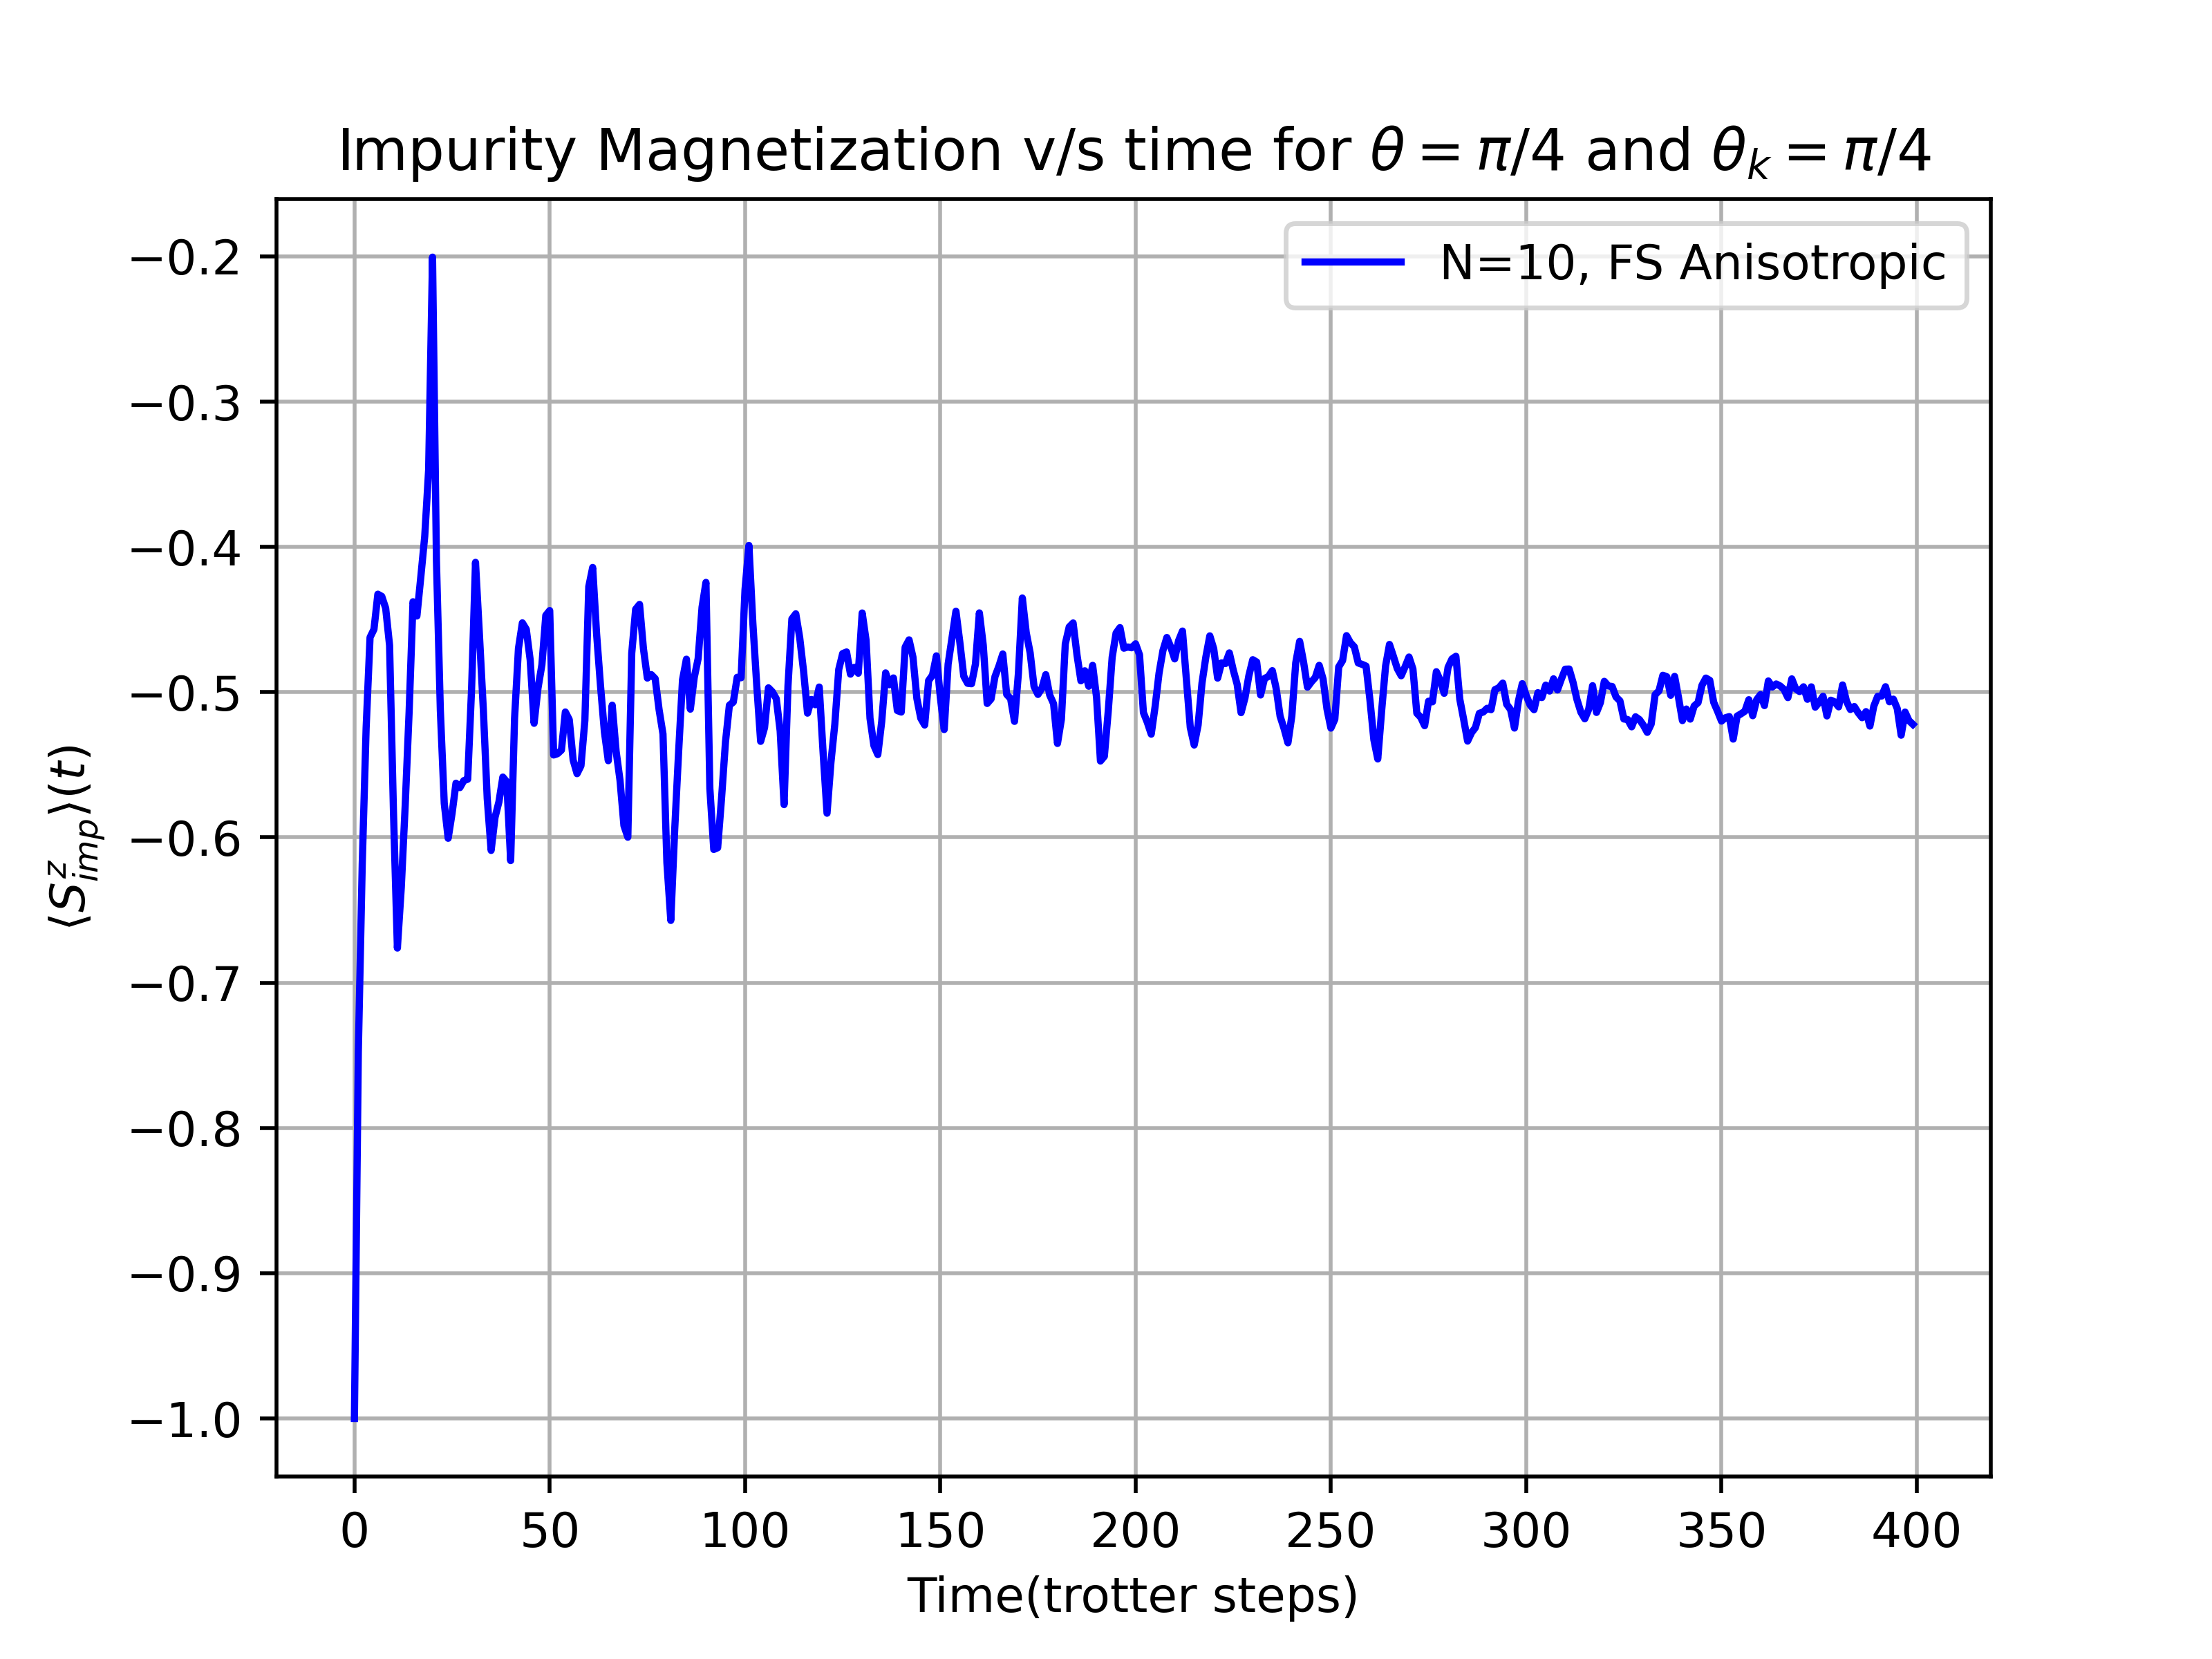 Impurity Magnetization v/s time for θ = π/4 and θ_k = π/4
N=10, FS Anisotropic
⟨S^z_imp⟩(t)
−0.2
−0.3
−0.4
−0.5
−0.6
−0.7
−0.8
−0.9
−1.0
0 50 100 150 200 250 300 350 400
Time(trotter steps)